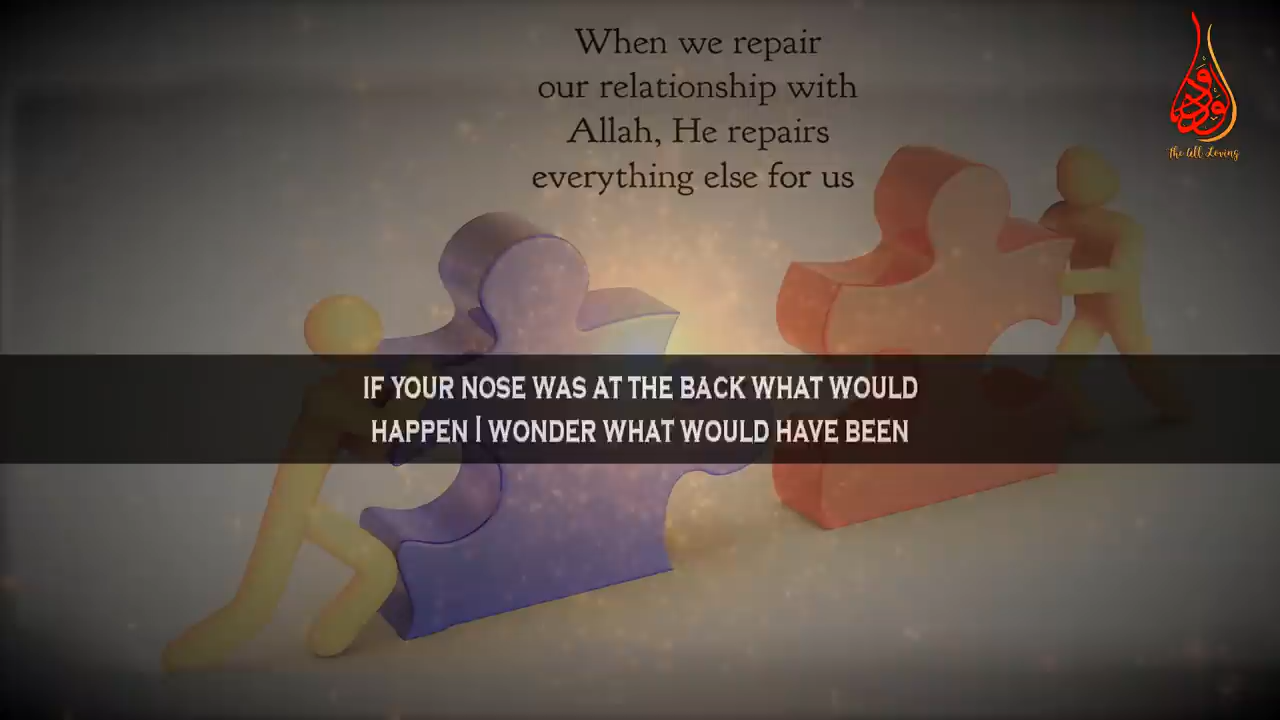 When we repair
our relationship with
Allah, He repairs
everything else for us
الودود
The All Loving
IF YOUR NOSE WAS AT THE BACK WHAT WOULD
HAPPEN I WONDER WHAT WOULD HAVE BEEN